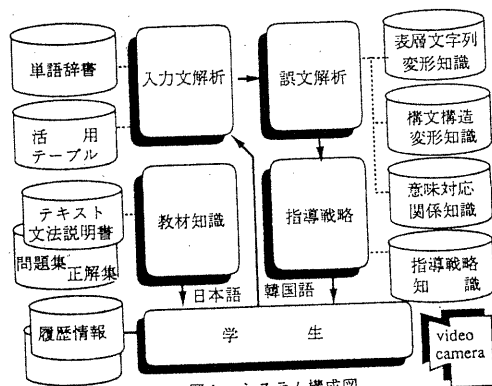 単語辞書
入力文解析
誤文解析
表層文字列
変形知識
活 用
テーブル
構文構造
変形知識
テキスト
文法説明書
問題集
正解集
教材知識
指導戦略
意味対応
関係知識
指導戦略
知 識
日本語
韓国語
履歴情報
学 生
video
camera
システム構成図